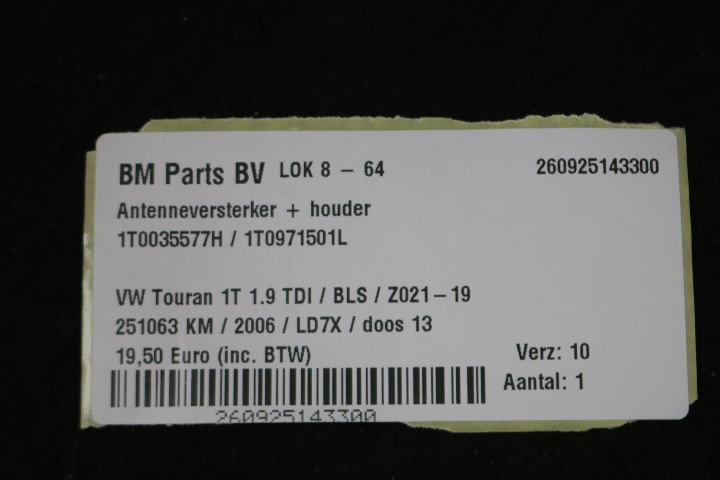 BM Parts BV LOK 8 - 64 260925143300
Antenneversterker + houder
1T0035577H / 1T0971501L
VW Touran 1T 1.9 TDI / BLS / Z021-19
251063 KM / 2006 / LD7X / doos 13
19,50 Euro (inc. BTW) Verz: 10
Aantal: 1
260925143300